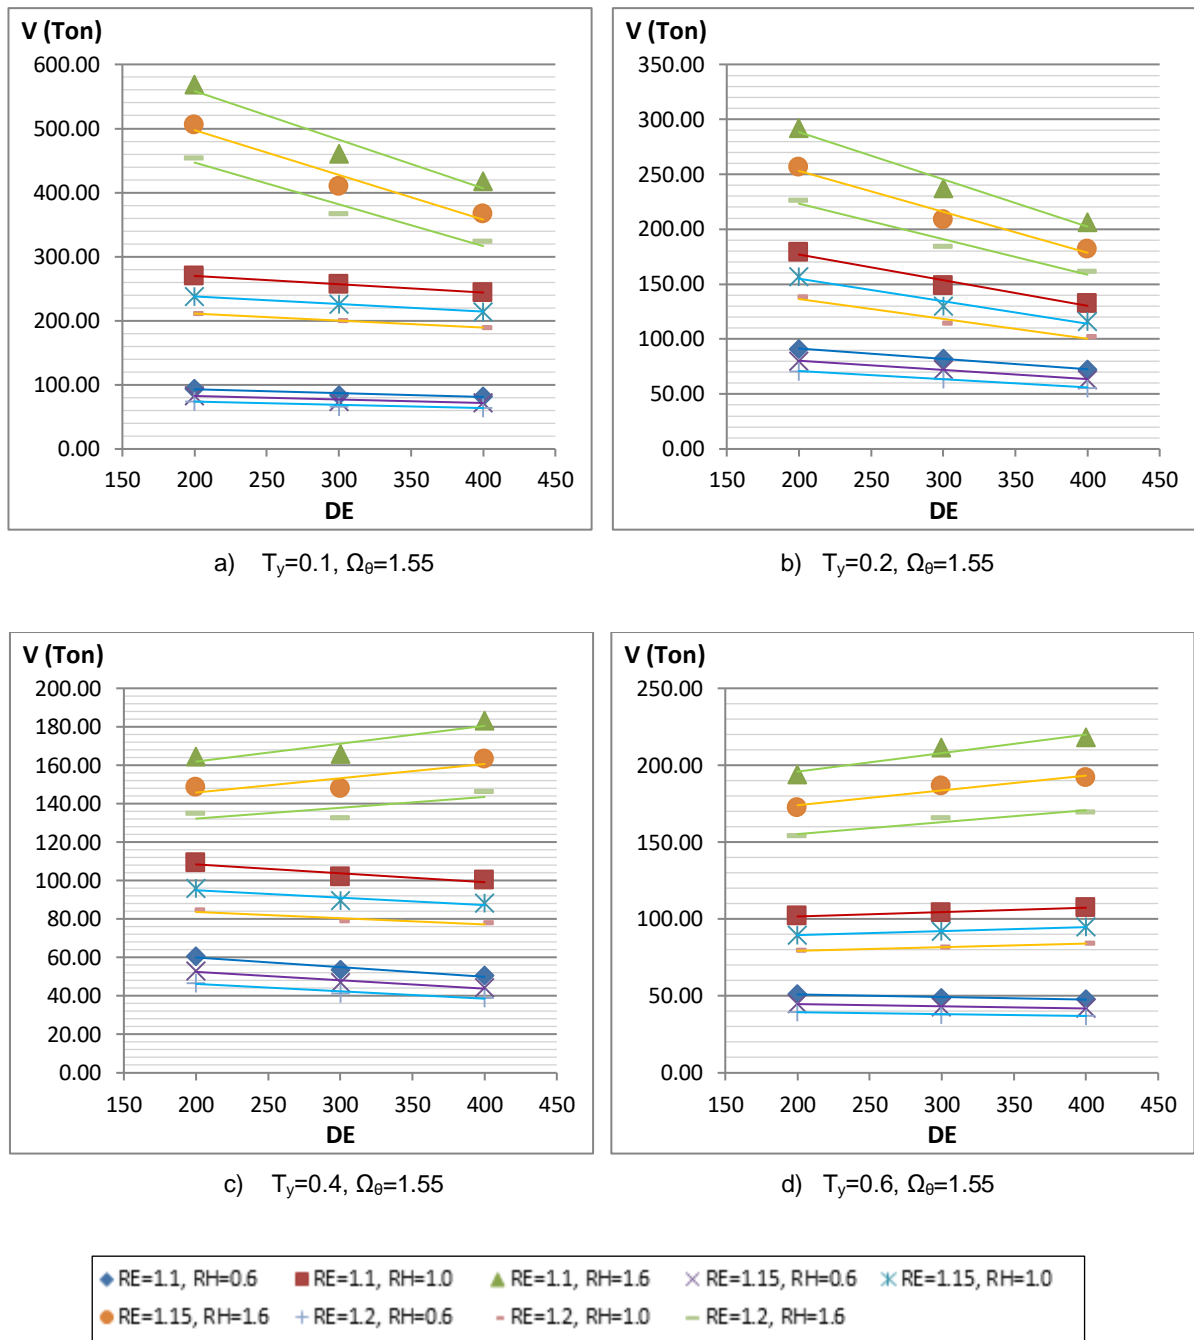 V (Ton)
600.00
500.00
400.00
300.00
200.00
100.00
0.00
150 200 250 300 350 400 450
DE
a) Ty=0.1, Ωθ=1.55
V (Ton)
350.00
300.00
250.00
200.00
150.00
100.00
50.00
0.00
150 200 250 300 350 400 450
DE
b) Ty=0.2, Ωθ=1.55
V (Ton)
200.00
180.00
160.00
140.00
120.00
100.00
80.00
60.00
40.00
20.00
0.00
150 200 250 300 350 400 450
DE
c) Ty=0.4, Ωθ=1.55
V (Ton)
250.00
200.00
150.00
100.00
50.00
0.00
150 200 250 300 350 400 450
DE
d) Ty=0.6, Ωθ=1.55
RE=1.1, RH=0.6 RE=1.1, RH=1.0 RE=1.1, RH=1.6 RE=1.15, RH=0.6 RE=1.15, RH=1.0
RE=1.15, RH=1.6 RE=1.2, RH=0.6 RE=1.2, RH=1.0 RE=1.2, RH=1.6